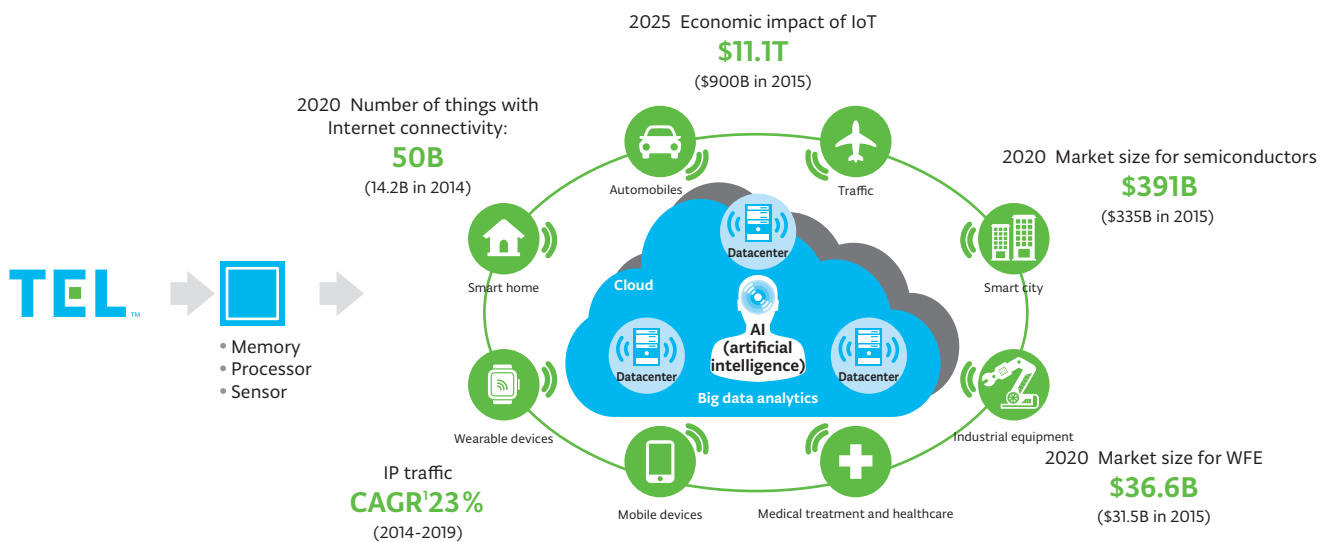 2025 Economic impact of IoT
$11.1T
($900B in 2015)
2020 Number of things with
Internet connectivity:
50B
(14.2B in 2014)
2020 Market size for semiconductors
$391B
($335B in 2015)
Automobiles
Traffic
Smart home
Smart city
Datacenter
Cloud
AI
(artificial
intelligence)
Datacenter
Datacenter
Big data analytics
TEL™
• Memory
• Processor
• Sensor
Wearable devices
Industrial equipment
Mobile devices
Medical treatment and healthcare
IP traffic
CAGR¹23%
(2014-2019)
2020 Market size for WFE
$36.6B
($31.5B in 2015)